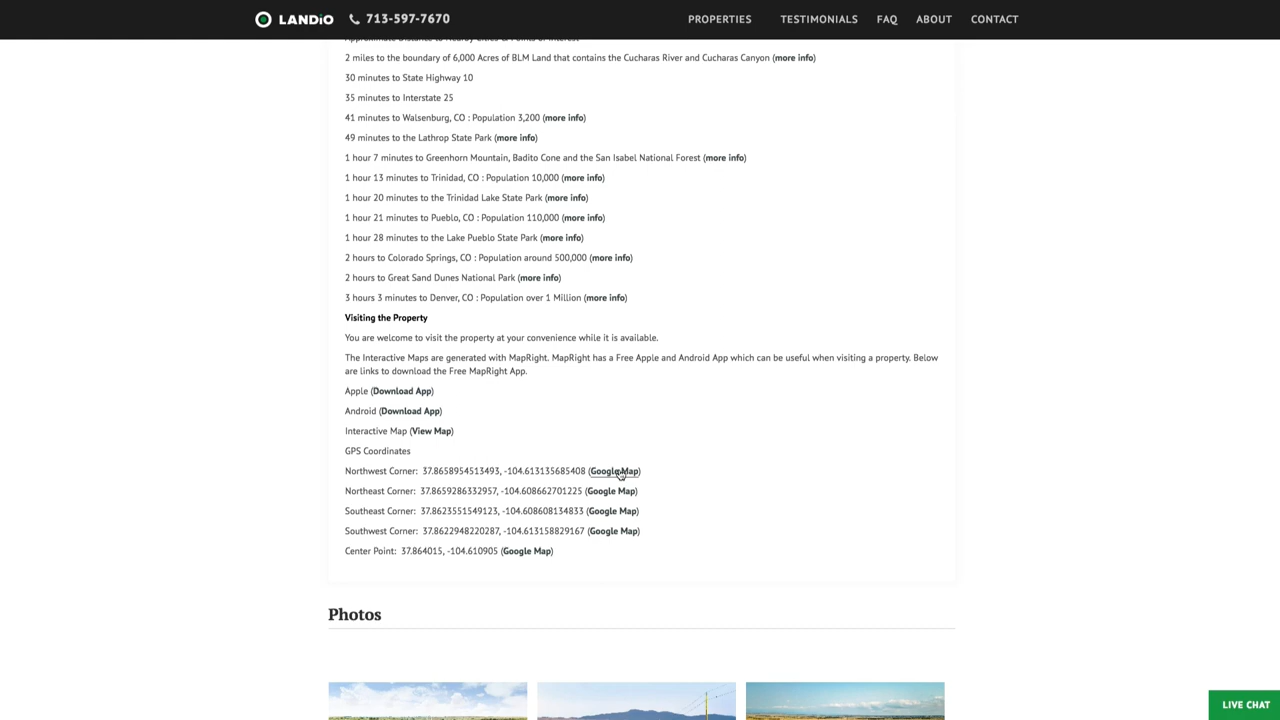 LANDiO 713-597-7670 PROPERTIES TESTIMONIALS FAQ ABOUT CONTACT
2 miles to the boundary of 6,000 Acres of BLM Land that contains the Cucharas River and Cucharas Canyon (more info)
30 minutes to State Highway 10
35 minutes to Interstate 25
41 minutes to Walsenburg, CO : Population 3,200 (more info)
49 minutes to the Lathrop State Park (more info)
1 hour 7 minutes to Greenhorn Mountain, Badito Cone and the San Isabel National Forest (more info)
1 hour 13 minutes to Trinidad, CO : Population 10,000 (more info)
1 hour 20 minutes to the Trinidad Lake State Park (more info)
1 hour 21 minutes to Pueblo, CO : Population 110,000 (more info)
1 hour 28 minutes to the Lake Pueblo State Park (more info)
2 hours to Colorado Springs, CO : Population around 500,000 (more info)
2 hours to Great Sand Dunes National Park (more info)
3 hours 3 minutes to Denver, CO : Population over 1 Million (more info)
Visiting the Property
You are welcome to visit the property at your convenience while it is available.
The Interactive Maps are generated with MapRight. MapRight has a Free Apple and Android App which can be useful when visiting a property. Below
are links to download the Free MapRight App.
Apple (Download App)
Android (Download App)
Interactive Map (View Map)
GPS Coordinates
Northwest Corner: 37.8658954513493, -104.613135685408 (Google Map)
Northeast Corner: 37.8659286332957, -104.608662701225 (Google Map)
Southeast Corner: 37.8623551549123, -104.608608134833 (Google Map)
Southwest Corner: 37.8622948220287, -104.613158829167 (Google Map)
Center Point: 37.864015, -104.610905 (Google Map)
Photos
LIVE CHAT